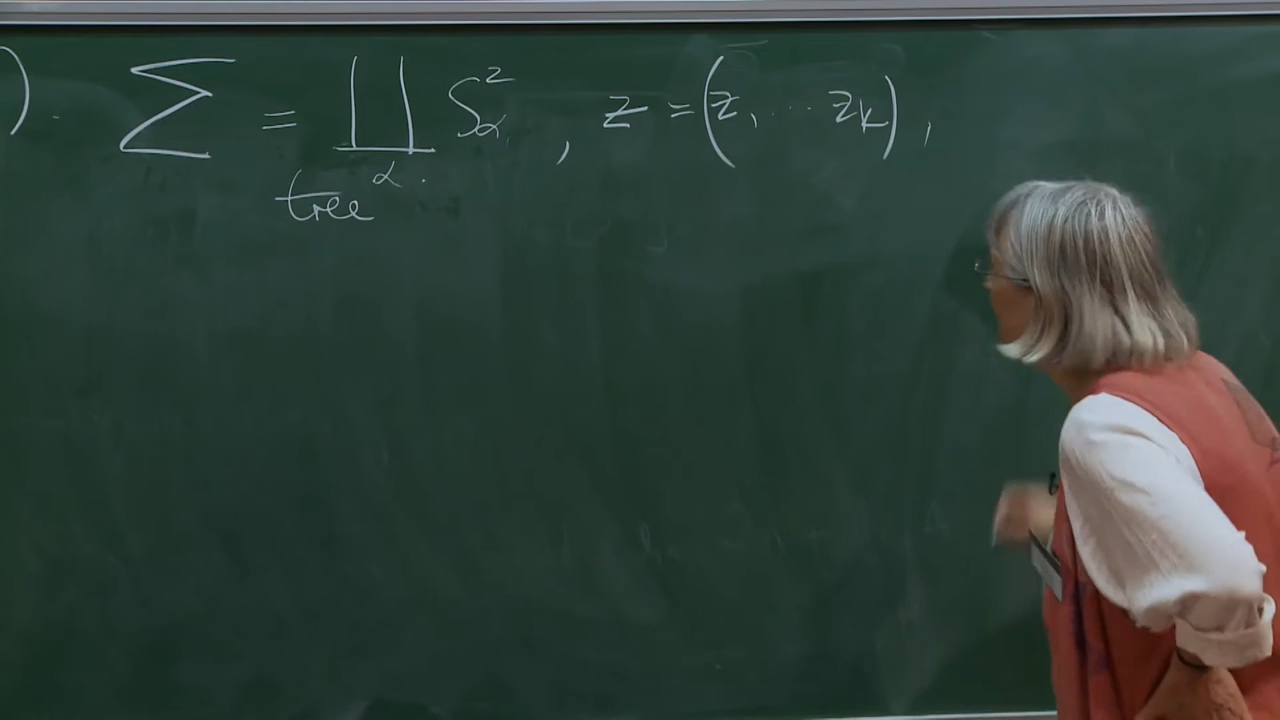 ). Σ = ∐ S²_α, z = (z₁ ... z_k),
tree α.